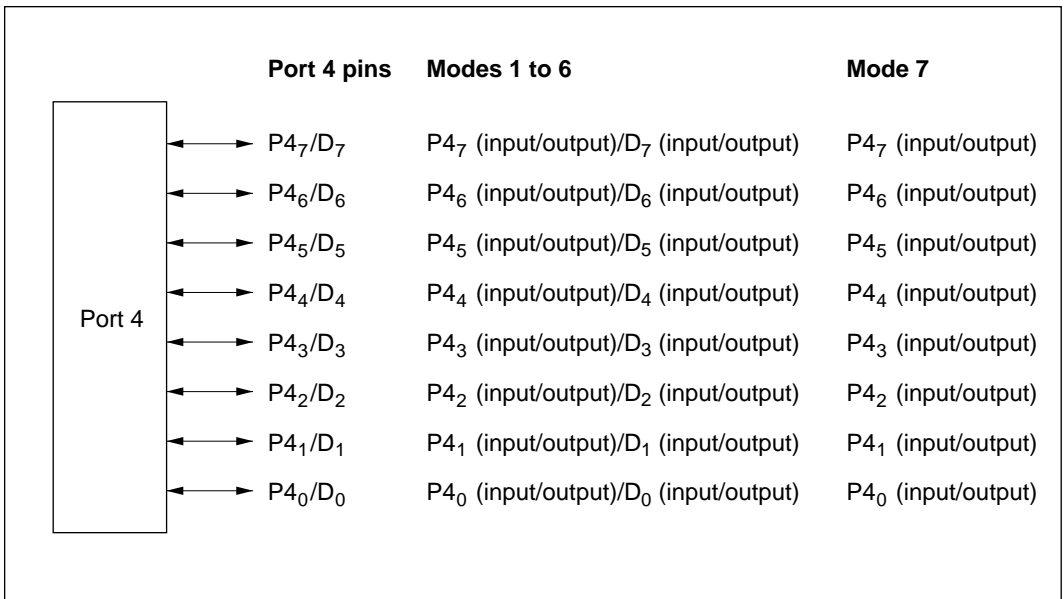 Port 4 pins Modes 1 to 6 Mode 7
P4₇/D₇ P4₇ (input/output)/D₇ (input/output) P4₇ (input/output)
P4₆/D₆ P4₆ (input/output)/D₆ (input/output) P4₆ (input/output)
P4₅/D₅ P4₅ (input/output)/D₅ (input/output) P4₅ (input/output)
P4₄/D₄ P4₄ (input/output)/D₄ (input/output) P4₄ (input/output)
Port 4
P4₃/D₃ P4₃ (input/output)/D₃ (input/output) P4₃ (input/output)
P4₂/D₂ P4₂ (input/output)/D₂ (input/output) P4₂ (input/output)
P4₁/D₁ P4₁ (input/output)/D₁ (input/output) P4₁ (input/output)
P4₀/D₀ P4₀ (input/output)/D₀ (input/output) P4₀ (input/output)